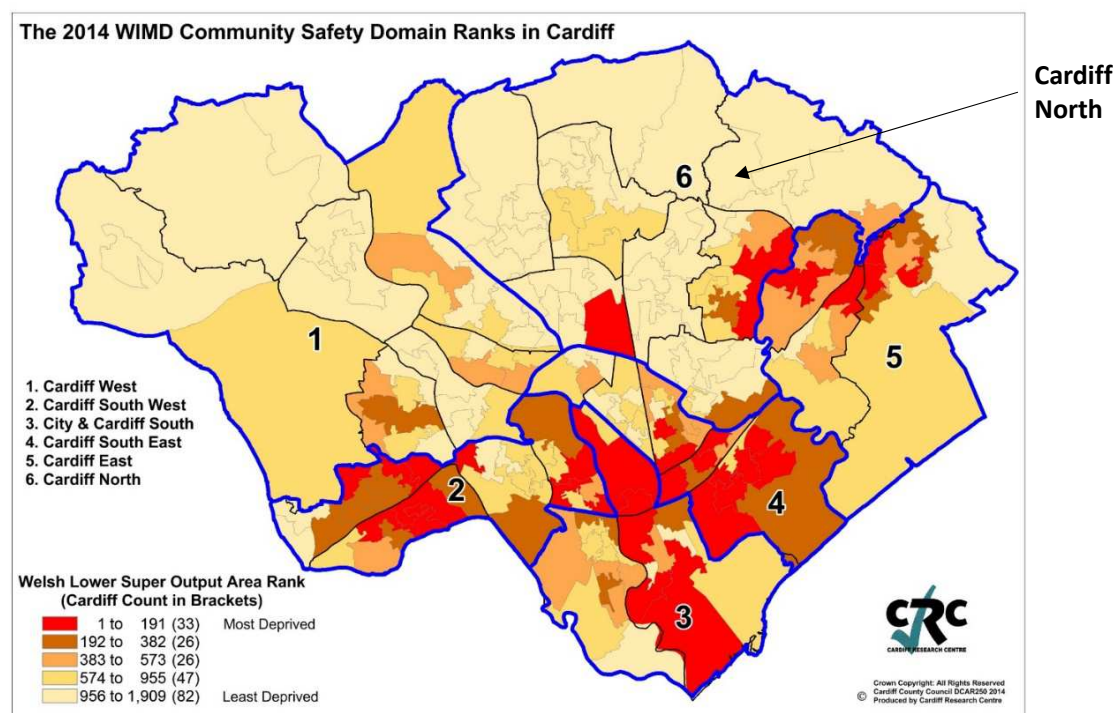 The 2014 WIMD Community Safety Domain Ranks in Cardiff
Cardiff
North
6
1
5
1. Cardiff West
2. Cardiff South West
3. City & Cardiff South
4. Cardiff South East
5. Cardiff East
6. Cardiff North
2
4
3
Welsh Lower Super Output Area Rank
(Cardiff Count in Brackets)
1 to 191 (33) Most Deprived
192 to 382 (26)
383 to 573 (26)
574 to 955 (47)
956 to 1,909 (82) Least Deprived
CRC
CARDIFF RESEARCH CENTRE
Crown Copyright: All Rights Reserved
© Cardiff County Council DCAR250 2014
Produced by Cardiff Research Centre